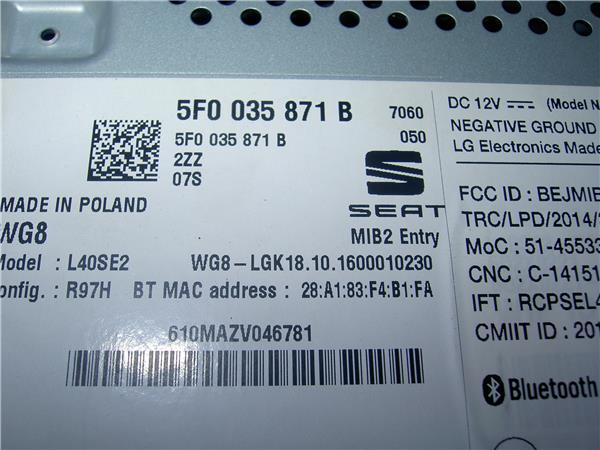 5F0 035 871 B 7060
5F0 035 871 B 050
2ZZ
07S
SEAT
MADE IN POLAND
WG8 MIB2 Entry
Model : L40SE2 WG8-LGK18.10.1600010230
Config. : R97H BT MAC address : 28:A1:83:F4:B1:FA
610MAZV046781
DC 12V (Model N
NEGATIVE GROUND
LG Electronics Made
FCC ID : BEJMIB
TRC/LPD/2014/
MoC: 51-4553
CNC: C-14151
IFT : RCPSEL4
CMIIT ID : 201
Bluetooth